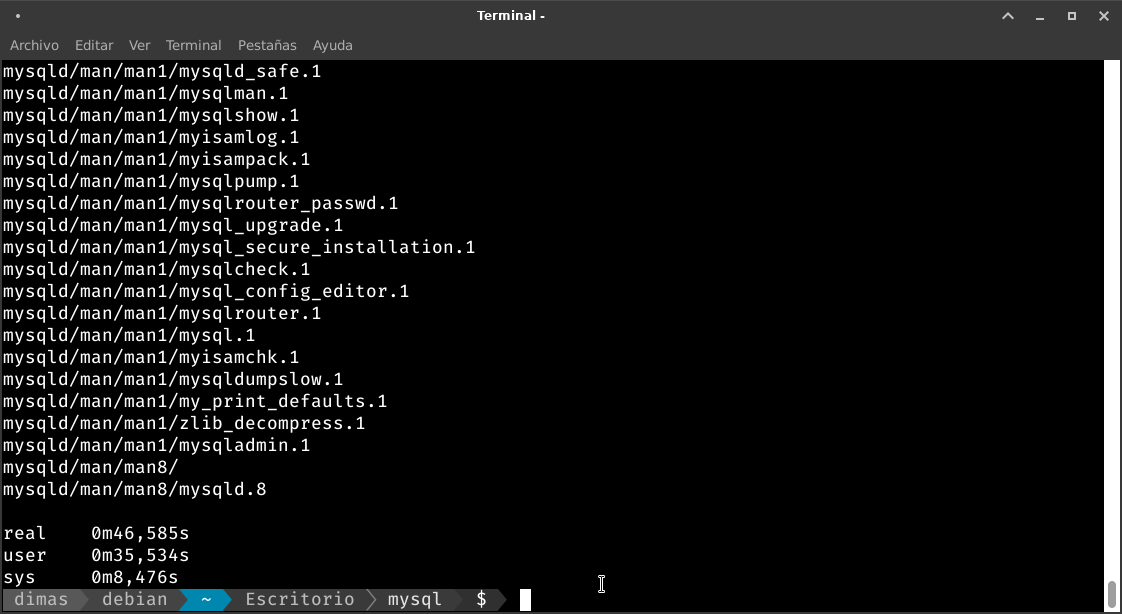 Terminal -
Archivo Editar Ver Terminal Pestañas Ayuda
mysqld/man/man1/mysqld_safe.1
mysqld/man/man1/mysqlman.1
mysqld/man/man1/mysqlshow.1
mysqld/man/man1/myisamlog.1
mysqld/man/man1/myisampack.1
mysqld/man/man1/mysqlpump.1
mysqld/man/man1/mysqlrouter_passwd.1
mysqld/man/man1/mysql_upgrade.1
mysqld/man/man1/mysql_secure_installation.1
mysqld/man/man1/mysqlcheck.1
mysqld/man/man1/mysql_config_editor.1
mysqld/man/man1/mysqlrouter.1
mysqld/man/man1/mysql.1
mysqld/man/man1/myisamchk.1
mysqld/man/man1/mysqldumpslow.1
mysqld/man/man1/my_print_defaults.1
mysqld/man/man1/zlib_decompress.1
mysqld/man/man1/mysqladmin.1
mysqld/man/man8/
mysqld/man/man8/mysqld.8
real 0m46,585s
user 0m35,534s
sys 0m8,476s
dimas debian ~ Escritorio mysql $